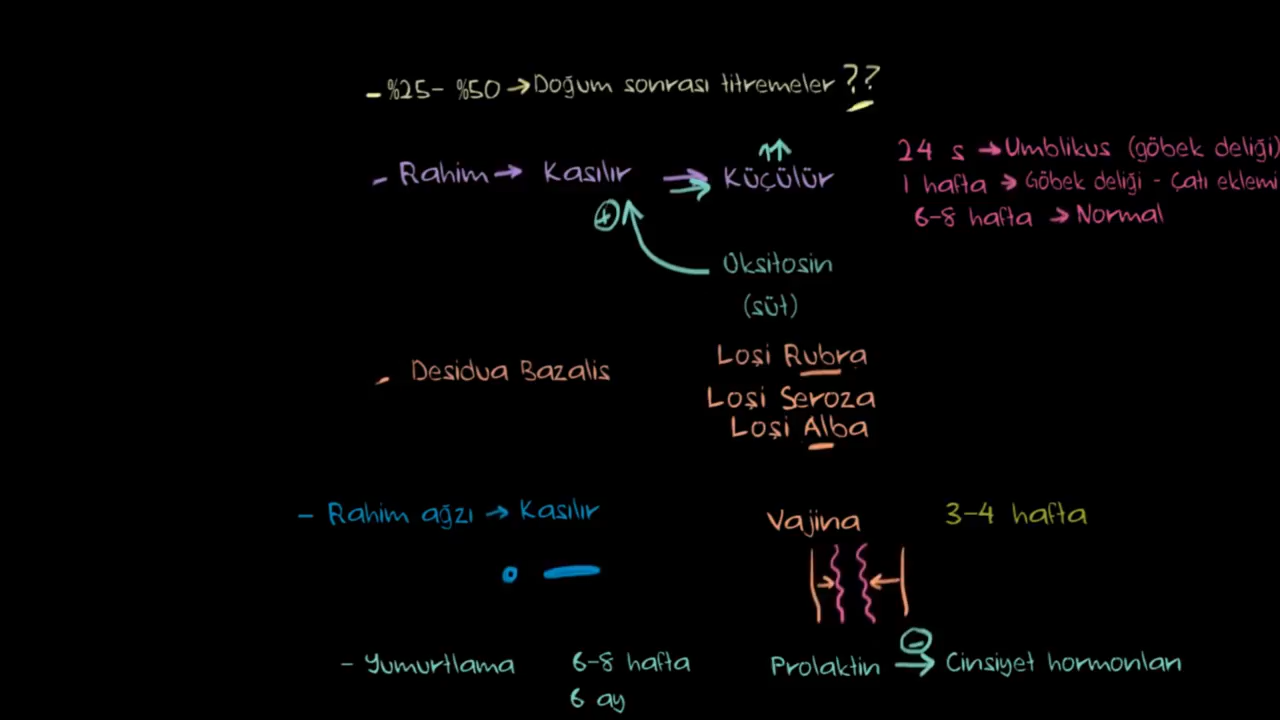 - %25- %50 → Doğum sonrası titremeler ??
- Rahim → Kasılır → Küçülür
24 s → Umblikus (göbek deliği)
1 hafta → Göbek deliği - Çatı eklemi
6-8 hafta → Normal
+
Oksitosin
(süt)
- Desidua Bazalis
Loşi Rubra
Loşi Seroza
Loşi Alba
- Rahim ağzı → Kasılır
Vajina
3-4 hafta
- Yumurtlama 6-8 hafta
6 ay
Prolaktin → Cinsiyet hormonları
-